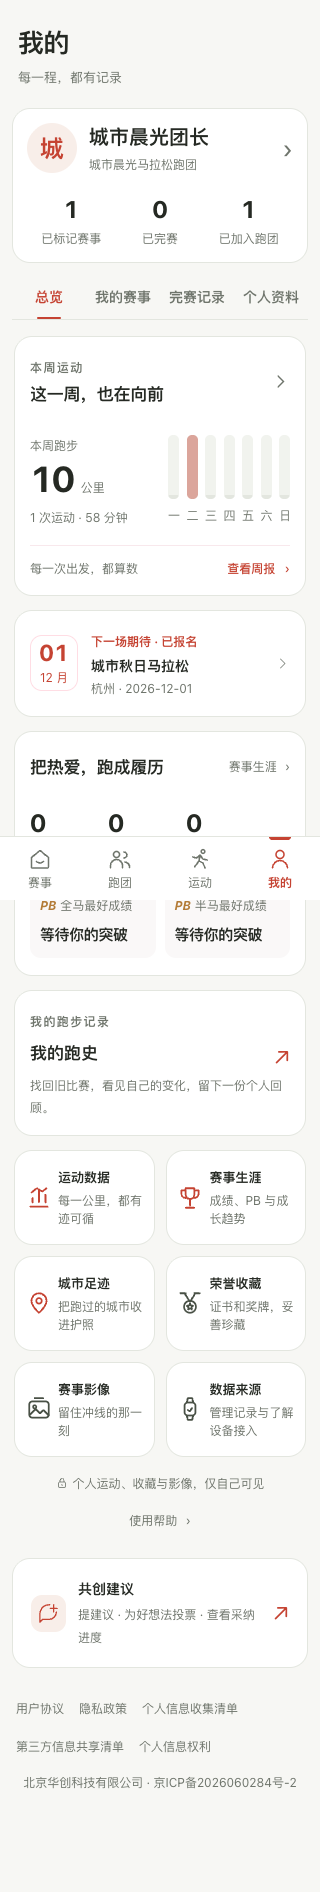 我的
每一程，都有记录
城
城市晨光团长
城市晨光马拉松跑团
1 0 1
已标记赛事 已完赛 已加入跑团
总览 我的赛事 完赛记录 个人资料
本周运动
这一周，也在向前
本周跑步
10 公里
1 次运动 · 58 分钟
一 二 三 四 五 六 日
每一次出发，都算数
查看周报 ›
01
12 月
下一场期待 · 已报名
城市秋日马拉松
杭州 · 2026-12-01
把热爱，跑成履历
赛事生涯 ›
0 0 0
赛事 跑团 运动 我的
PB 全马最好成绩
等待你的突破
PB 半马最好成绩
等待你的突破
我的跑步记录
我的跑史
找回旧比赛，看见自己的变化，留下一份个人回
顾。
运动数据
每一公里，都有
迹可循
赛事生涯
成绩、PB 与成
长趋势
城市足迹
把跑过的城市收
进护照
荣誉收藏
证书和奖牌，妥
善珍藏
赛事影像
留住冲线的那一
刻
数据来源
管理记录与了解
设备接入
个人运动、收藏与影像，仅自己可见
使用帮助 ›
共创建议
提建议 · 为好想法投票 · 查看采纳
进度
用户协议 隐私政策 个人信息收集清单
第三方信息共享清单 个人信息权利
北京华创科技有限公司 · 京ICP备2026060284号-2